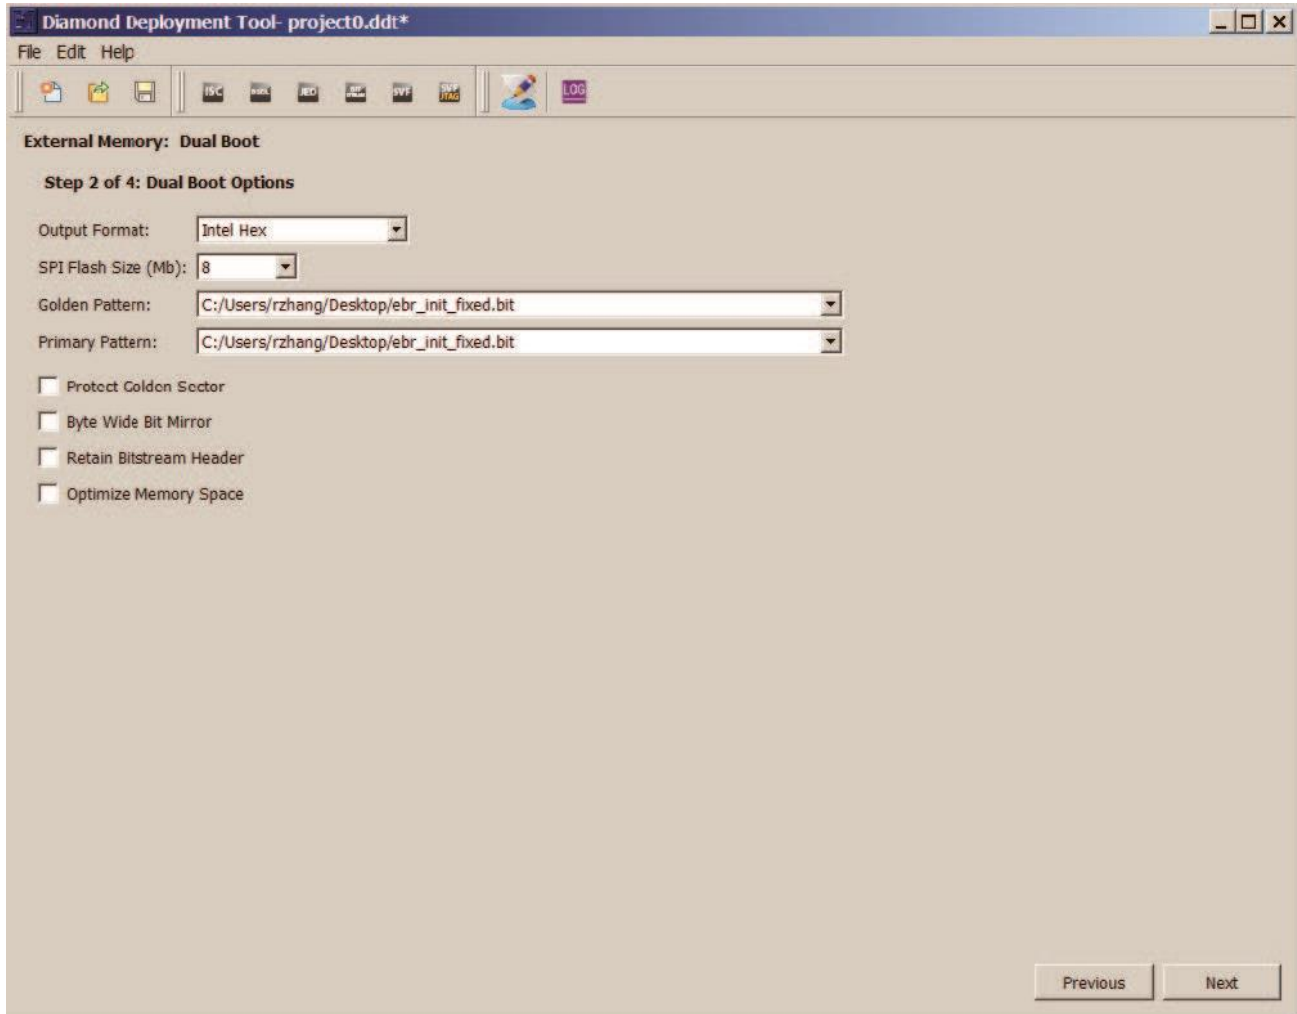 Diamond Deployment Tool- project0.ddt*
File Edit Help
ISC JED SVF LOG
External Memory: Dual Boot
Step 2 of 4: Dual Boot Options
Output Format: Intel Hex
SPI Flash Size (Mb): 8
Golden Pattern: C:/Users/rzhang/Desktop/ebr_init_fixed.bit
Primary Pattern: C:/Users/rzhang/Desktop/ebr_init_fixed.bit
Protect Golden Sector
Byte Wide Bit Mirror
Retain Bitstream Header
Optimize Memory Space
Previous Next